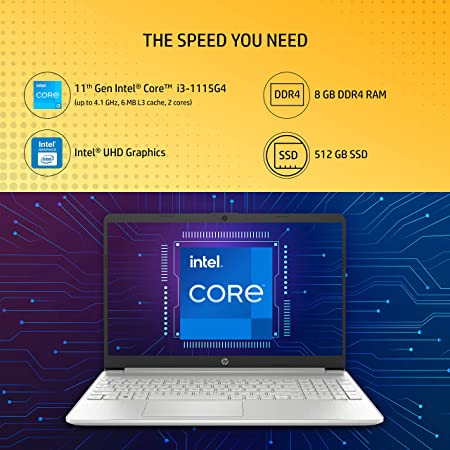 THE SPEED YOU NEED
intel
CORE
i3
11th Gen Intel® Core™ i3-1115G4
(up to 4.1 GHz, 6 MB L3 cache, 2 cores)
DDR4
8 GB DDR4 RAM
Intel®
GRAPHICS
intel
Intel® UHD Graphics
SSD
512 GB SSD
intel
CORE
hp